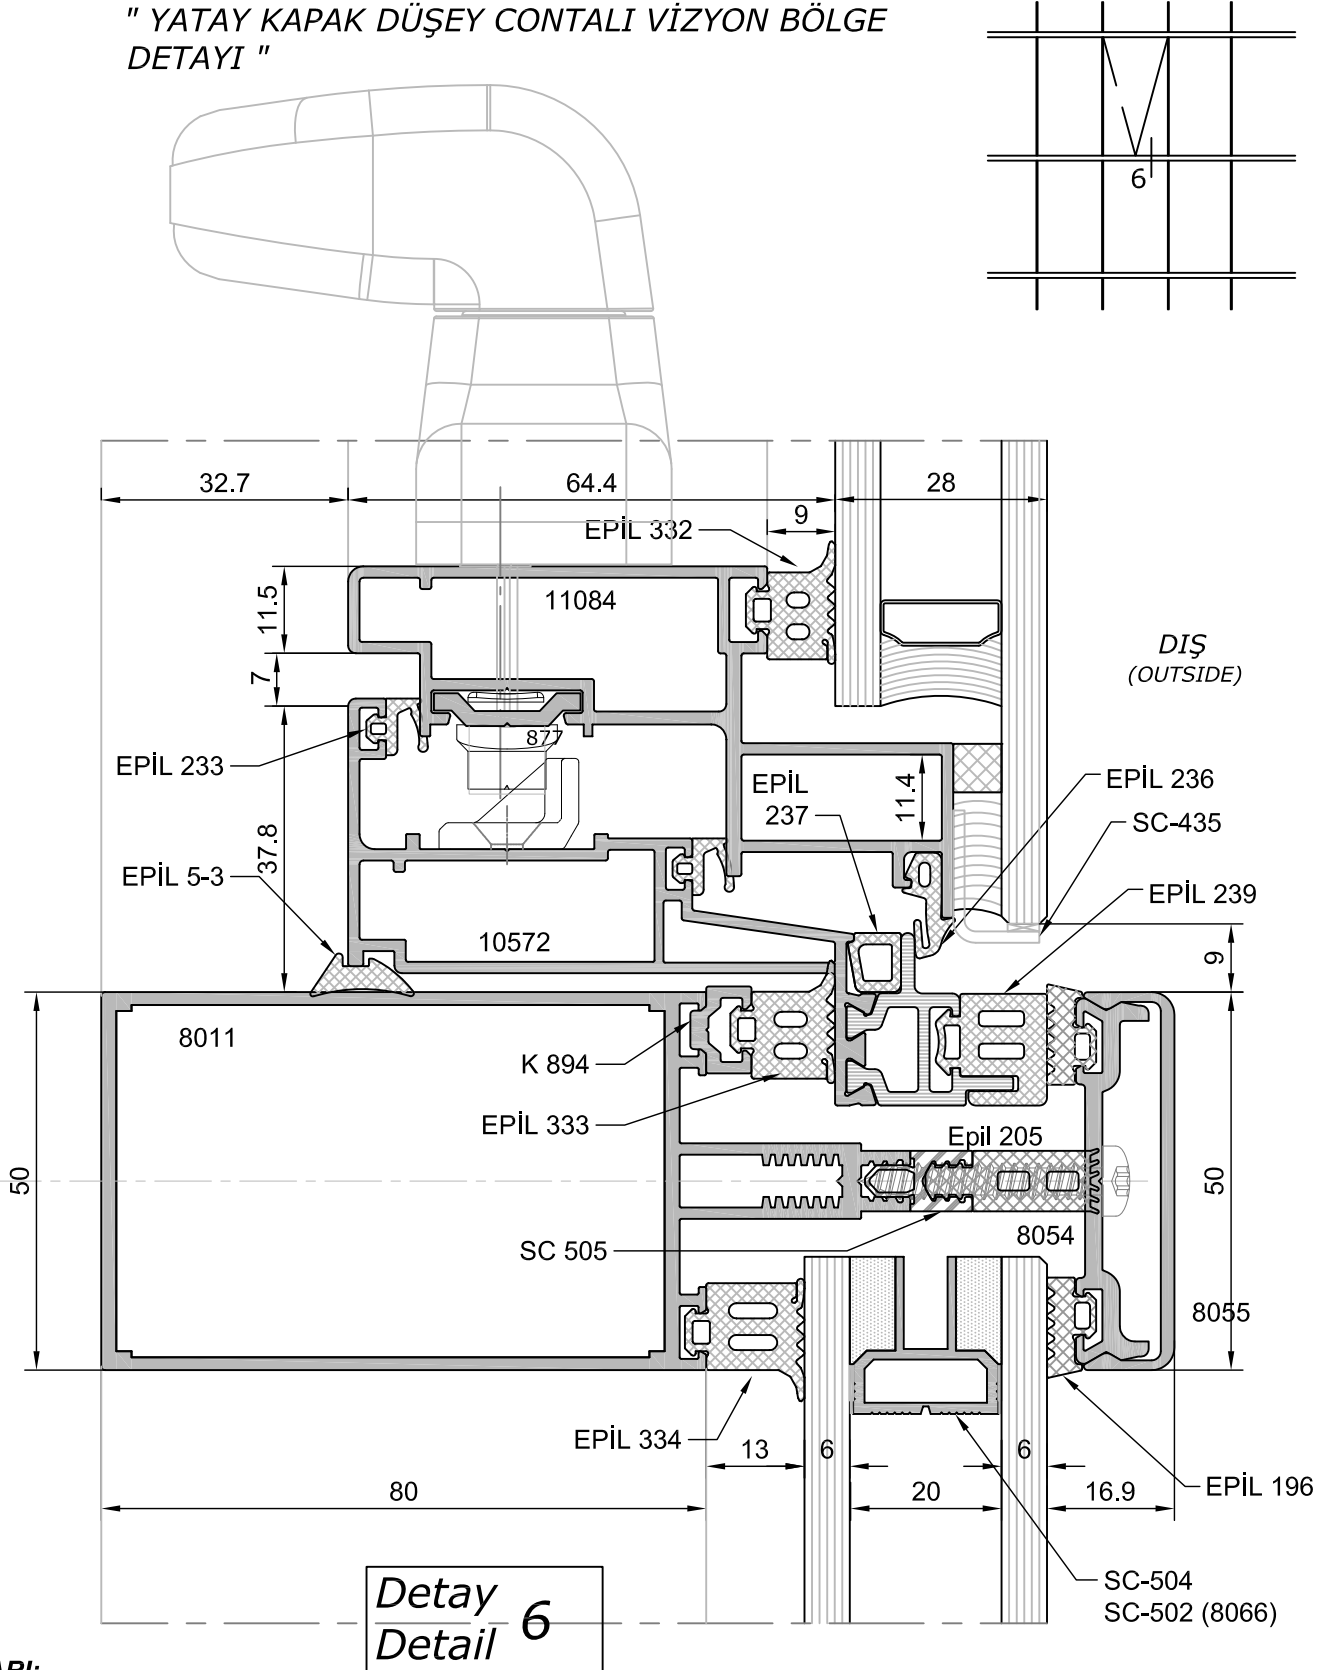 " YATAY KAPAK DÜŞEY CONTALI VİZYON BÖLGE
DETAYI "
6
32.7
64.4
28
9
EPİL 332
11.5
11084
7
DIŞ
(OUTSIDE)
877
EPİL 233
EPİL
237
11.4
EPİL 236
SC-435
37.8
EPİL 5-3
EPİL 239
10572
9
8011
K 894
EPİL 333
Epil 205
50
50
SC 505
8054
8055
EPİL 334
13
6
6
80
20
16.9
EPİL 196
SC-504
SC-502 (8066)
Detay
Detail
6